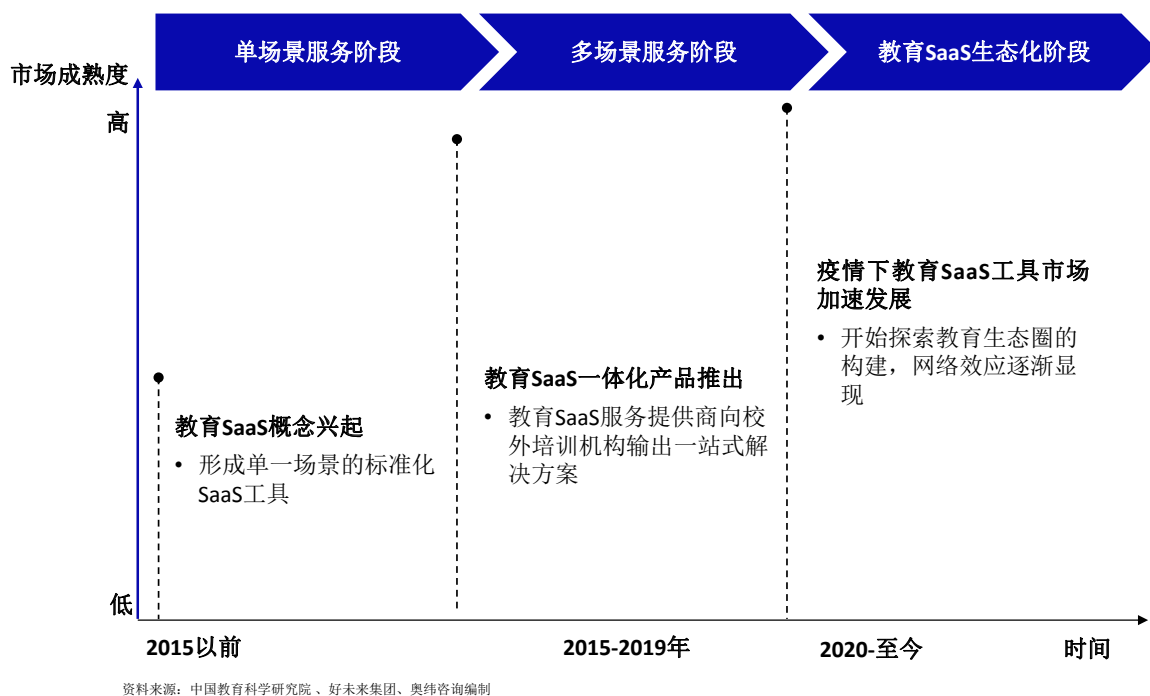 单场景服务阶段
多场景服务阶段
教育SaaS生态化阶段
市场成熟度
高
疫情下教育SaaS工具市场
加速发展
• 开始探索教育生态圈的
构建，网络效应逐渐显
现
教育SaaS一体化产品推出
• 教育SaaS服务提供商向校
外培训机构输出一站式解
决方案
教育SaaS概念兴起
• 形成单一场景的标准化
SaaS工具
低
2015以前
2015-2019年
2020-至今
时间
资料来源：中国教育科学研究院 、好未来集团、奥纬咨询编制